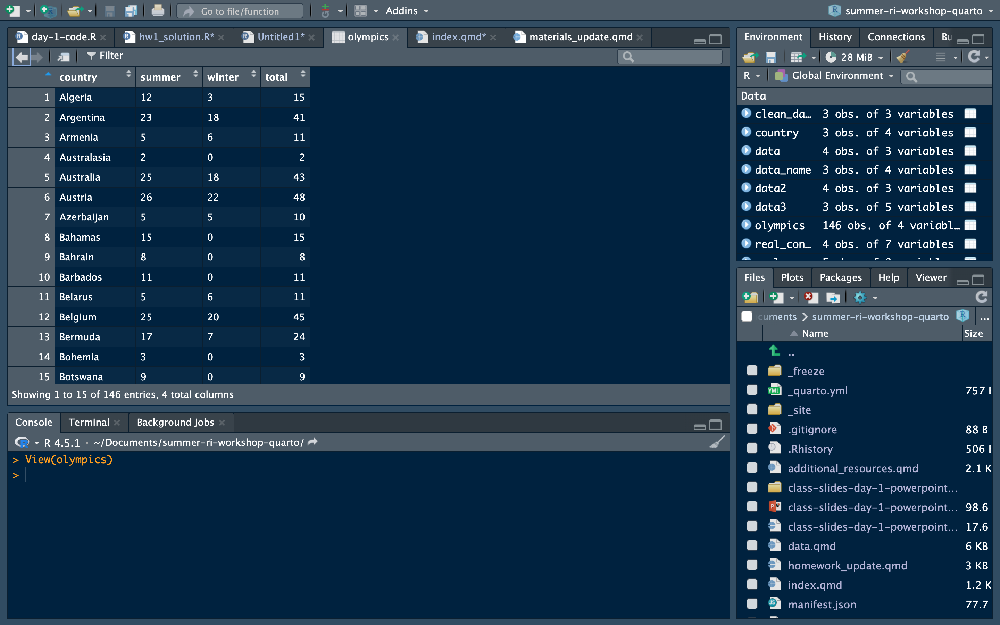 Go to file/function Addins summer-ri-workshop-quarto
day-1-code.R hw1_solution.R* Untitled1* olympics index.qmd* materials_update.qmd
Filter
country summer winter total
1 Algeria 12 3 15
2 Argentina 23 18 41
3 Armenia 5 6 11
4 Australasia 2 0 2
5 Australia 25 18 43
6 Austria 26 22 48
7 Azerbaijan 5 5 10
8 Bahamas 15 0 15
9 Bahrain 8 0 8
10 Barbados 11 0 11
11 Belarus 5 6 11
12 Belgium 25 20 45
13 Bermuda 17 7 24
14 Bohemia 3 0 3
15 Botswana 9 0 9
Showing 1 to 15 of 146 entries, 4 total columns
Console Terminal Background Jobs
R 4.5.1 · ~/Documents/summer-ri-workshop-quarto/
> View(olympics)
>
Environment History Connections Bu
28 MiB
R Global Environment
Data
clean_da… 3 obs. of 3 variables
country 3 obs. of 4 variables
data 4 obs. of 3 variables
data_name 3 obs. of 4 variables
data2 4 obs. of 3 variables
data3 3 obs. of 5 variables
olympics 146 obs. of 4 variabl…
real_con… 4 obs. of 7 variables
Files Plots Packages Help Viewer
cuments > summer-ri-workshop-quarto ...
Name Size
..
_freeze
_quarto.yml 757
_site
.gitignore 88 B
.Rhistory 506
additional_resources.qmd 2.1 K
class-slides-day-1-powerpoint…
class-slides-day-1-powerpoint… 98.6
class-slides-day-1-powerpoint… 17.6
data.qmd 6 KB
homework_update.qmd 3 KB
index.qmd 1.2 K
manifest.json 77.7